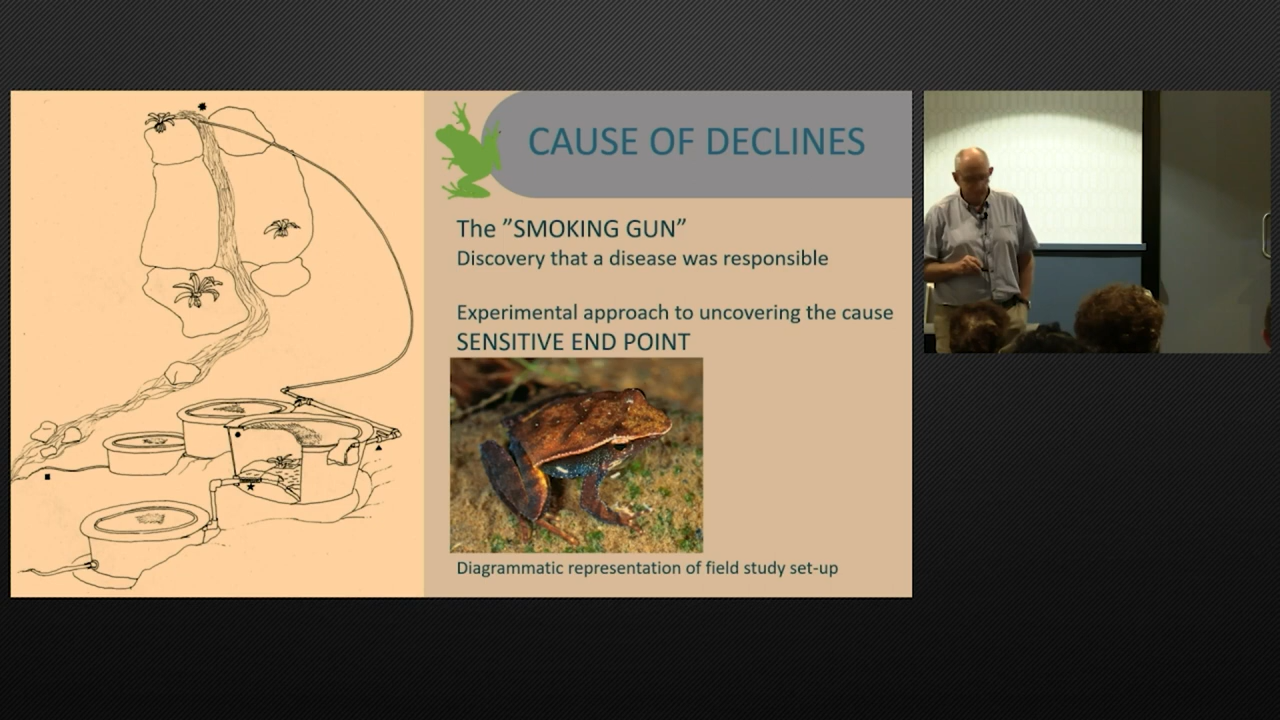 CAUSE OF DECLINES
The ”SMOKING GUN”
Discovery that a disease was responsible
Experimental approach to uncovering the cause
SENSITIVE END POINT
Diagrammatic representation of field study set-up